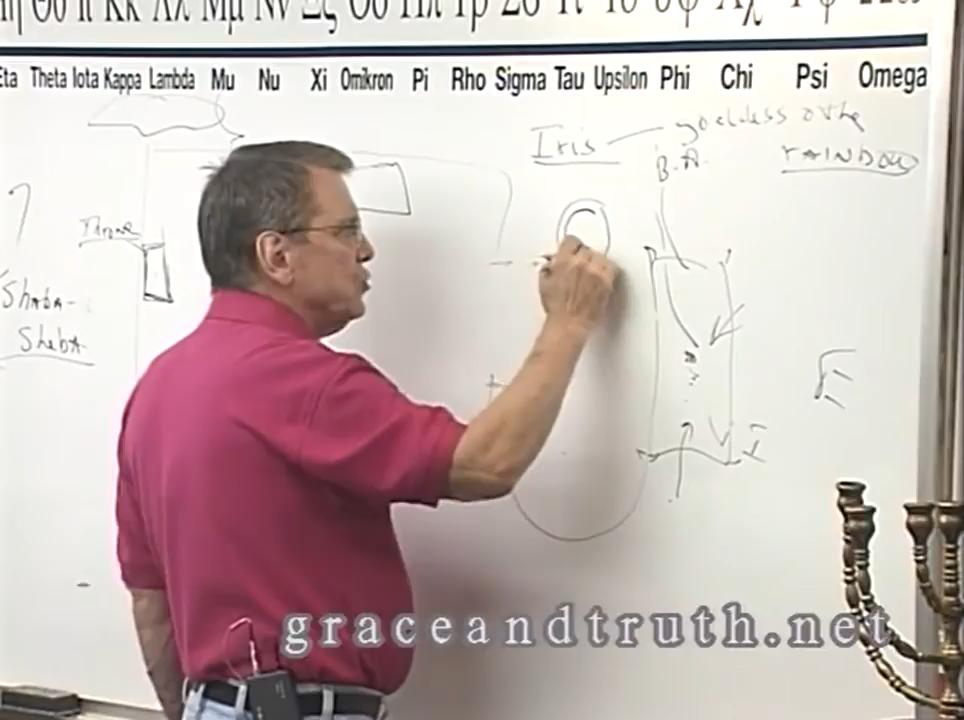 Eta Theta Iota Kappa Lambda Mu Nu Xi Omikron Pi Rho Sigma Tau Upsilon Phi Chi Psi Omega
Iris goddess of the
RAINBOW
B.A.
Throne
Shaba-
Sheba
graceandtruth.net